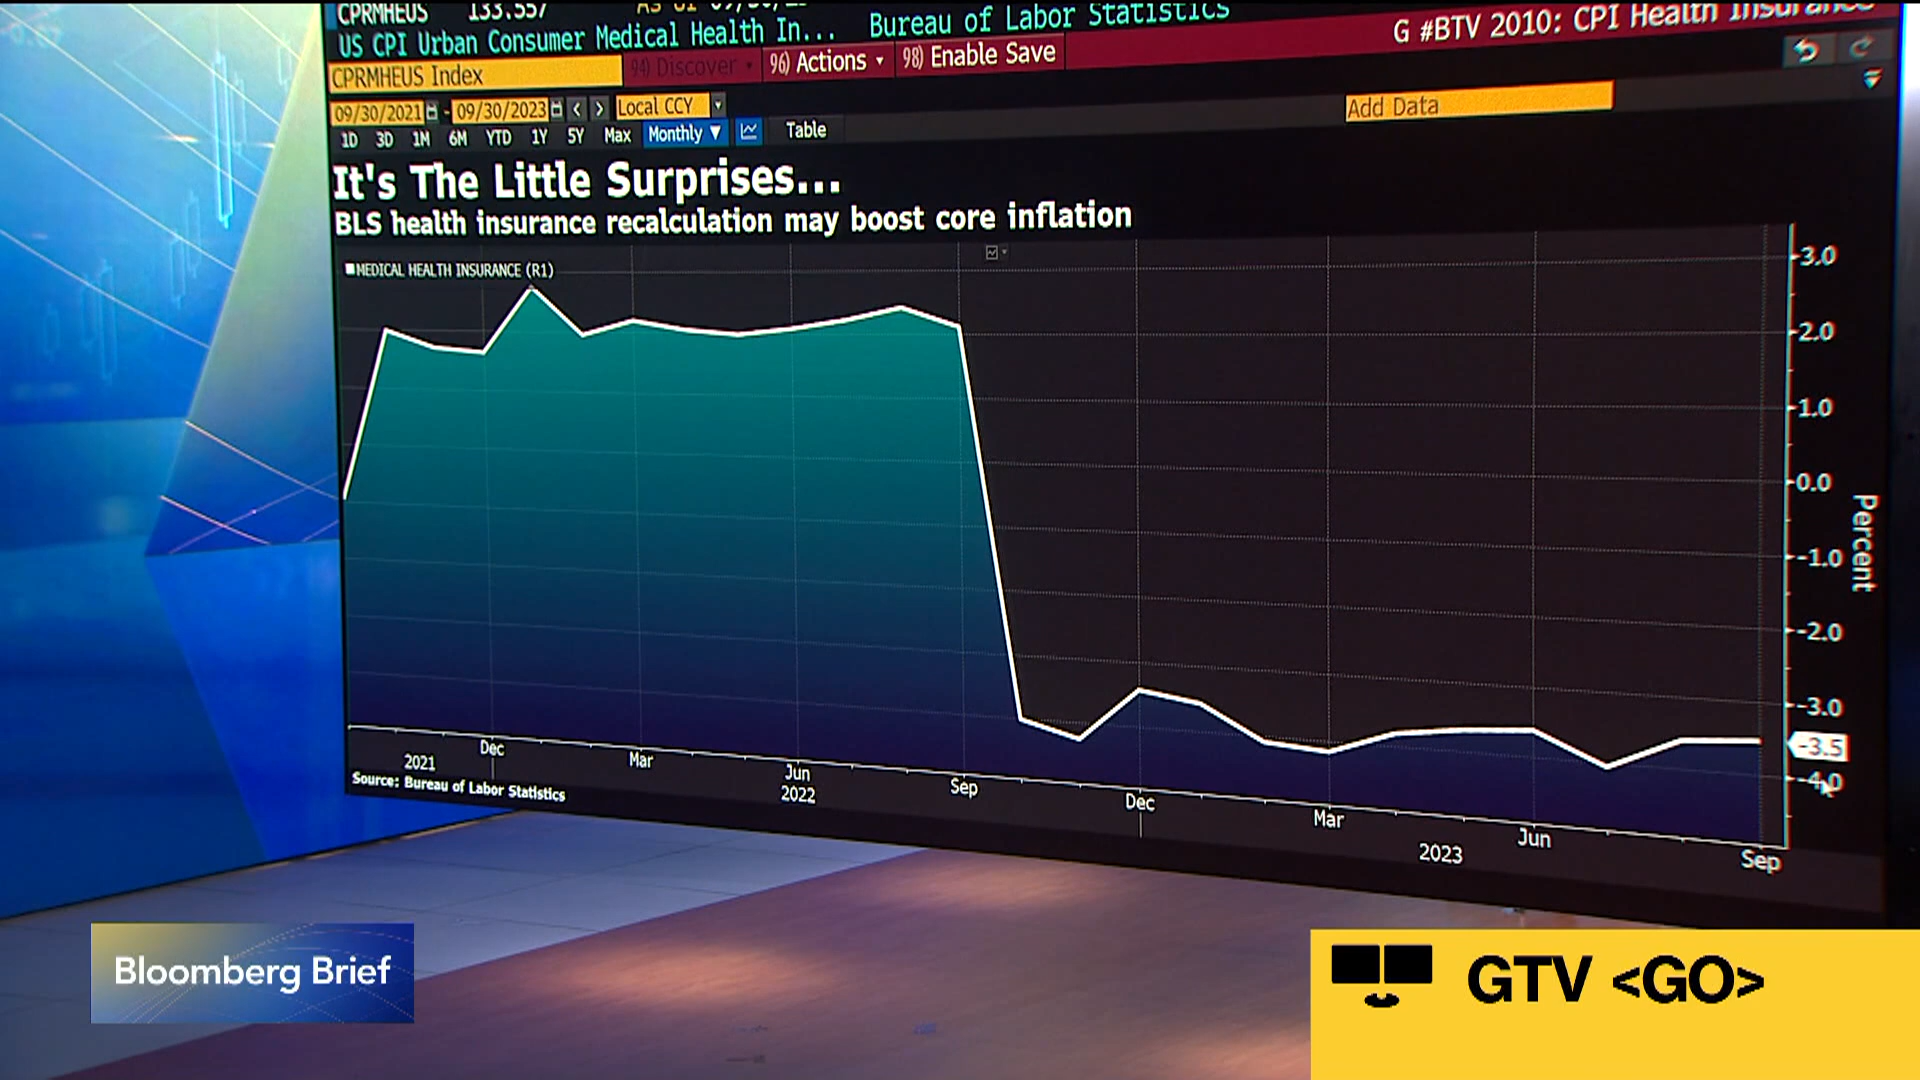 CPRMHEUS 133.557
US CPI Urban Consumer Medical Health In... Bureau of Labor Statistics
G #BTV 2010: CPI Health Insurance
CPRMHEUS Index 94) Discover 96) Actions 98) Enable Save
09/30/2021 - 09/30/2023 Local CCY Add Data
1D 3D 1M 6M YTD 1Y 5Y Max Monthly Table
It's The Little Surprises...
BLS health insurance recalculation may boost core inflation
MEDICAL HEALTH INSURANCE (R1)
3.0
2.0
1.0
0.0
-1.0
-2.0
-3.0
-3.5
-4.0
Percent
Dec Mar Jun Sep Dec Mar Jun Sep
2021 2022 2023
Source: Bureau of Labor Statistics
Bloomberg Brief
GTV <GO>